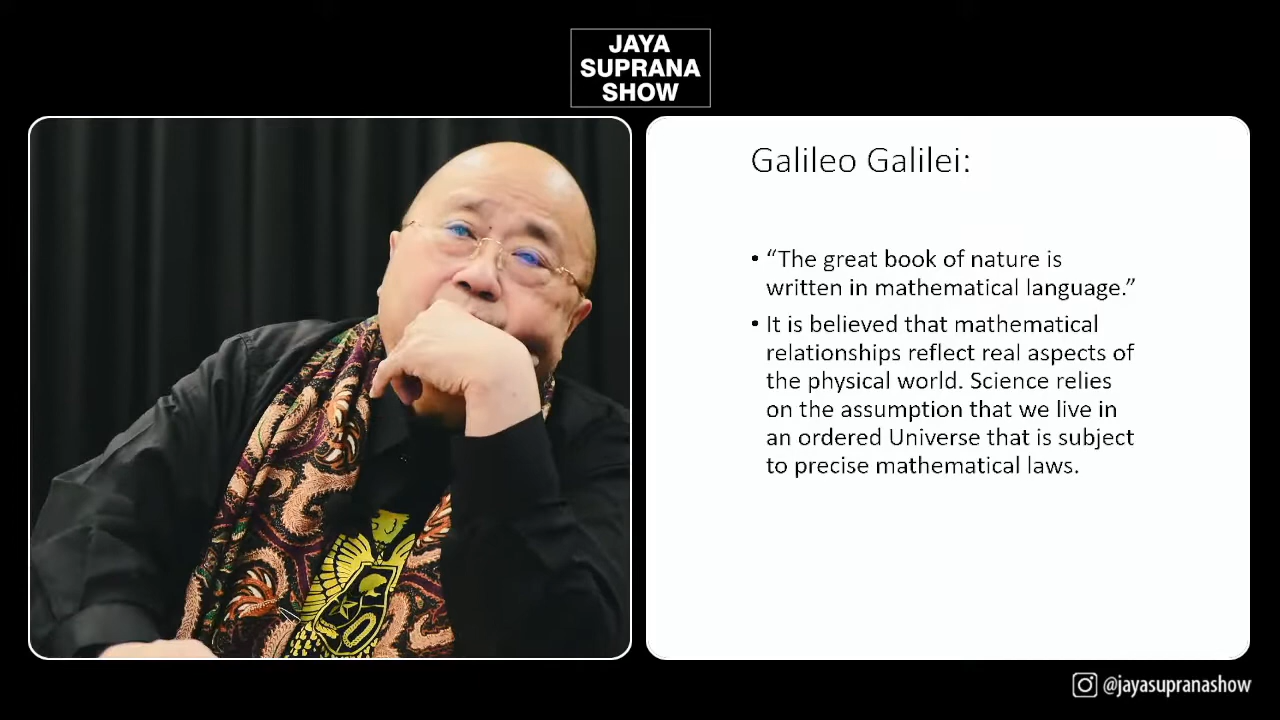 JAYA
SUPRANA
SHOW
Galileo Galilei:
• “The great book of nature is
written in mathematical language.”
• It is believed that mathematical
relationships reflect real aspects of
the physical world. Science relies
on the assumption that we live in
an ordered Universe that is subject
to precise mathematical laws.
@jayasupranashow